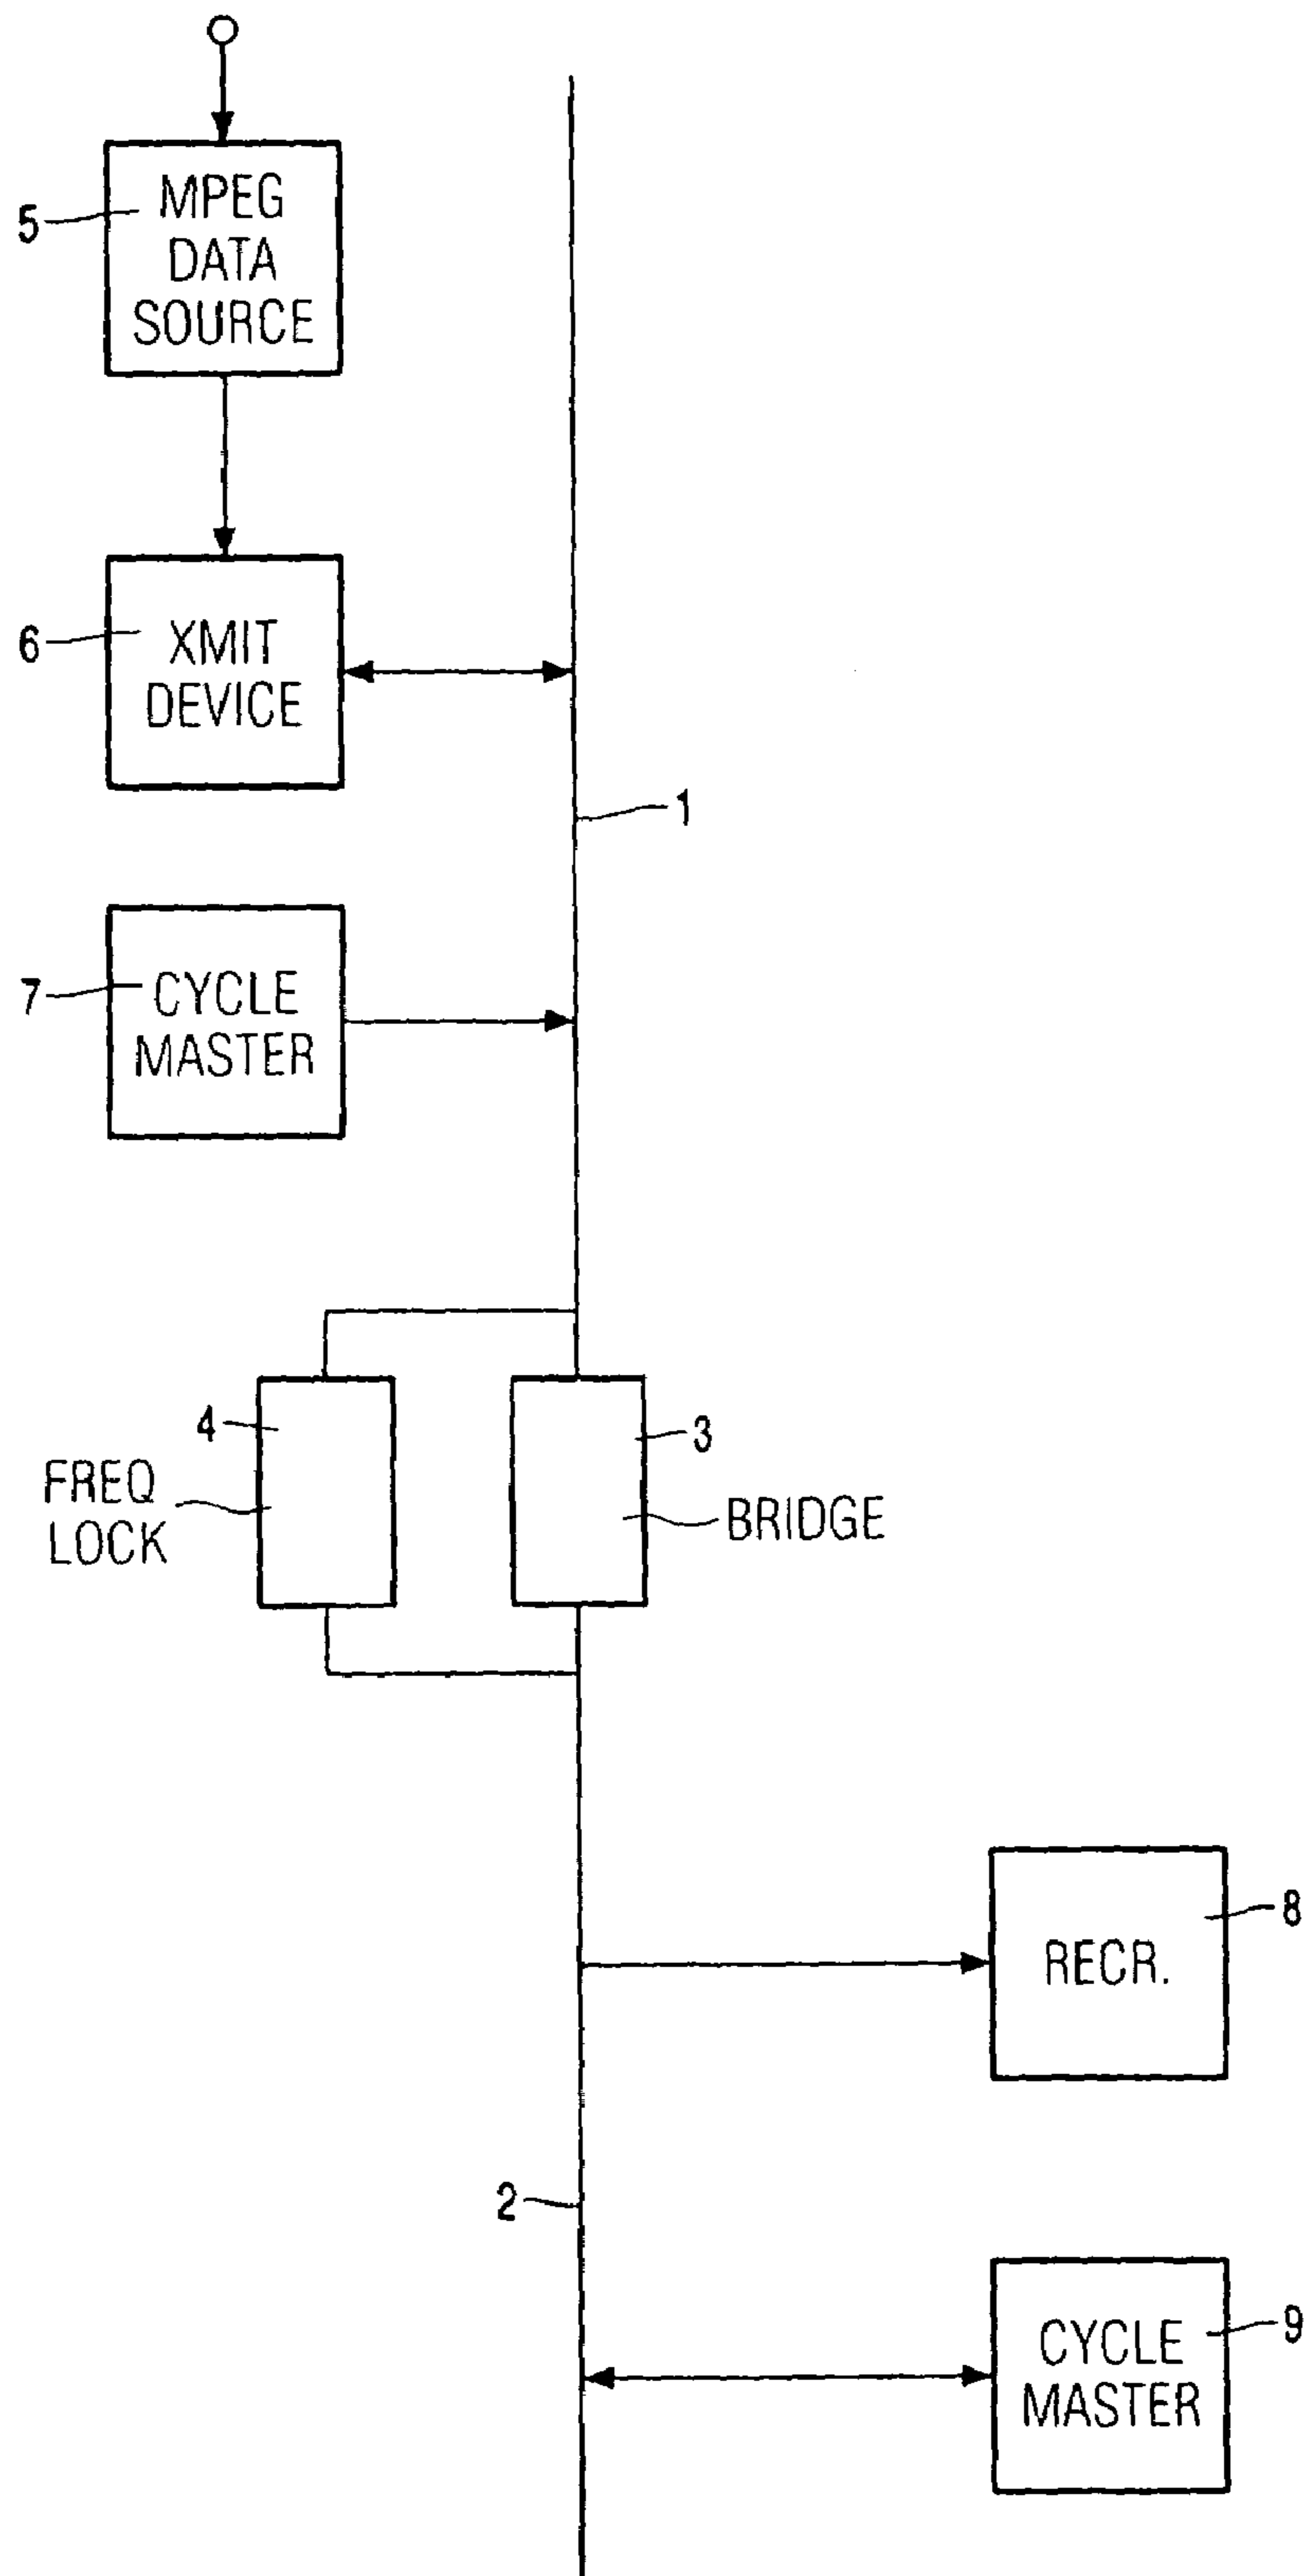 5
MPEG
DATA
SOURCE
6
XMIT
DEVICE
1
7
CYCLE
MASTER
4
FREQ
LOCK
3
BRIDGE
8
RECR.
2
9
CYCLE
MASTER